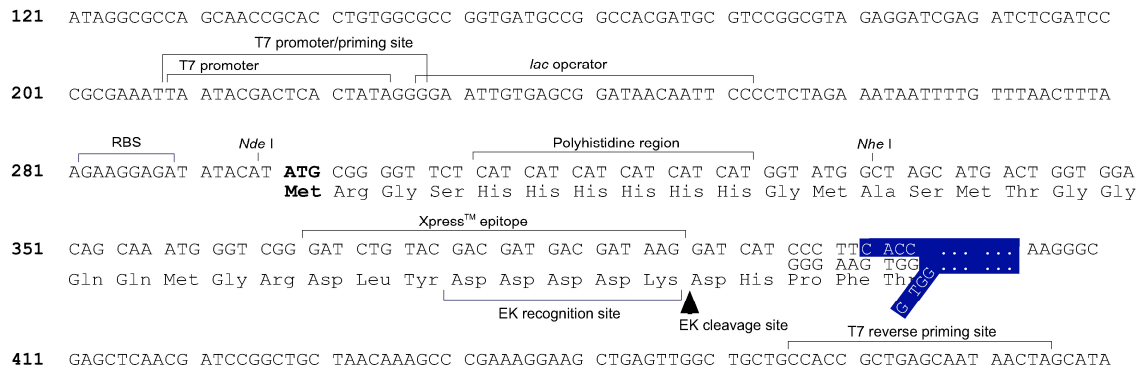 121 ATAGGCGCCA GCAACCGCAC CTGTGGCGCC GGTGATGCCG GCCACGATGC GTCCGGCGTA GAGGATCGAG ATCTCGATCC
T7 promoter/priming site
T7 promoter
lac operator
201 CGCGAAATTAA ATACGACTCA CTATAGGGGA ATTGTGAGCG GATAACAATT CCCCTCTAGA AATAATTTTG TTTAACTTTA
RBS Nde I Polyhistidine region Nhe I
281 AGAAGGAGAT ATACAT ATG CGG GGT TCT CAT CAT CAT CAT CAT CAT GGT ATG GCT AGC ATG ACT GGT GGA
Met Arg Gly Ser His His His His His His Gly Met Ala Ser Met Thr Gly Gly
Xpress™ epitope
351 CAG CAA ATG GGT CGG GAT CTG TAC GAC GAT GAC GAT AAG GAT CAT CCC TTC ACC ... ... AAGGGC
GGG AAG TGG ... ...
Gln Gln Met Gly Arg Asp Leu Tyr Asp Asp Asp Asp Lys Asp His Pro Phe Thr
G TGG
EK recognition site EK cleavage site
T7 reverse priming site
411 GAGCTCAACG ATCCGGCTGC TAACAAAGCC CGAAAGGAAG CTGAGTTGGC TGCTGCCACC GCTGAGCAAT AACTAGCATA